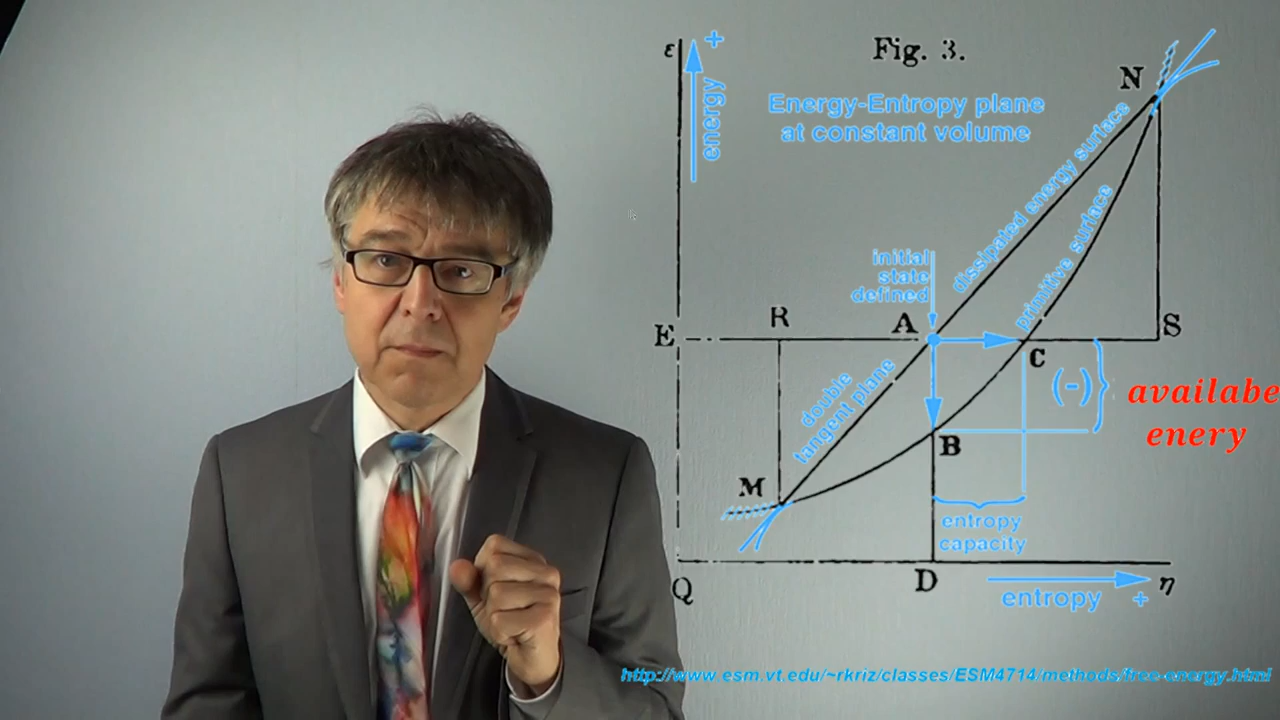 Fig. 3.
ε
+
energy
Energy-Entropy plane
at constant volume
N
dissipated energy surface
primitive surface
initial
state
defined
E
R
A
S
C
double
tangent plane
(-)
availabe
enery
B
M
entropy
capacity
Q
D
η
entropy +
http://www.esm.vt.edu/~rkriz/classes/ESM4714/methods/free-energy.html